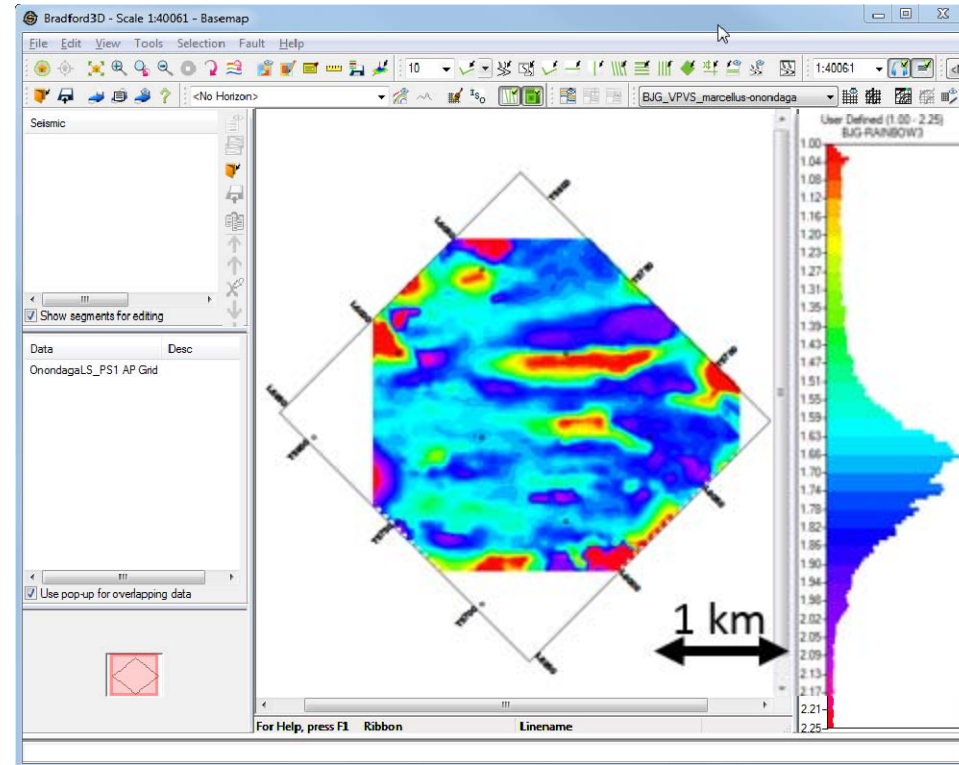 Bradford3D - Scale 1:40061 - Basemap
File Edit View Tools Selection Fault Help
10
1:40061
<No Horizon>
BJG_VPVS_marcellus-onondaga
Seismic
Show segments for editing
Data Desc
OnondagaLS_PS1 AP Grid
Use pop-up for overlapping data
1 km
For Help, press F1 Ribbon Linename
User Defined (1.00 - 2.25)
BJG-RAINBOW3
1.00
1.04
1.08
1.12
1.16
1.20
1.23
1.27
1.31
1.35
1.39
1.43
1.47
1.51
1.55
1.59
1.63
1.66
1.70
1.74
1.78
1.82
1.86
1.90
1.94
1.98
2.02
2.05
2.09
2.13
2.17
2.21
2.25